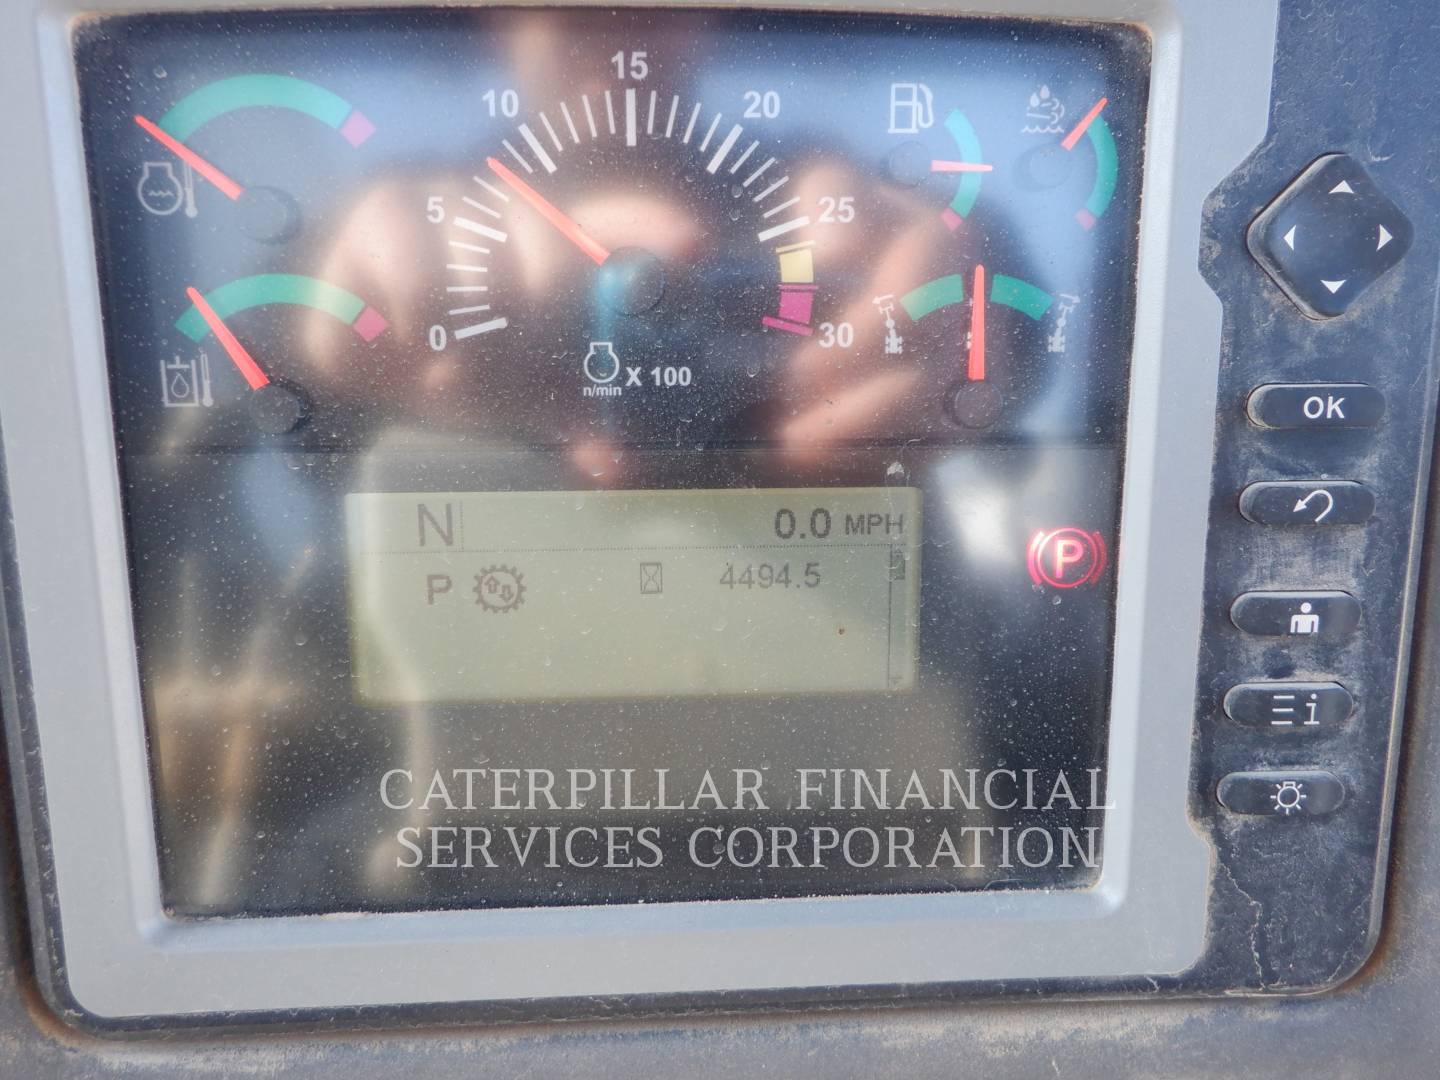 15
10
20
5
25
0
30
X 100
n/min
N
0.0 MPH
P
4494.5
P
OK
i
CATERPILLAR FINANCIAL
SERVICES CORPORATION